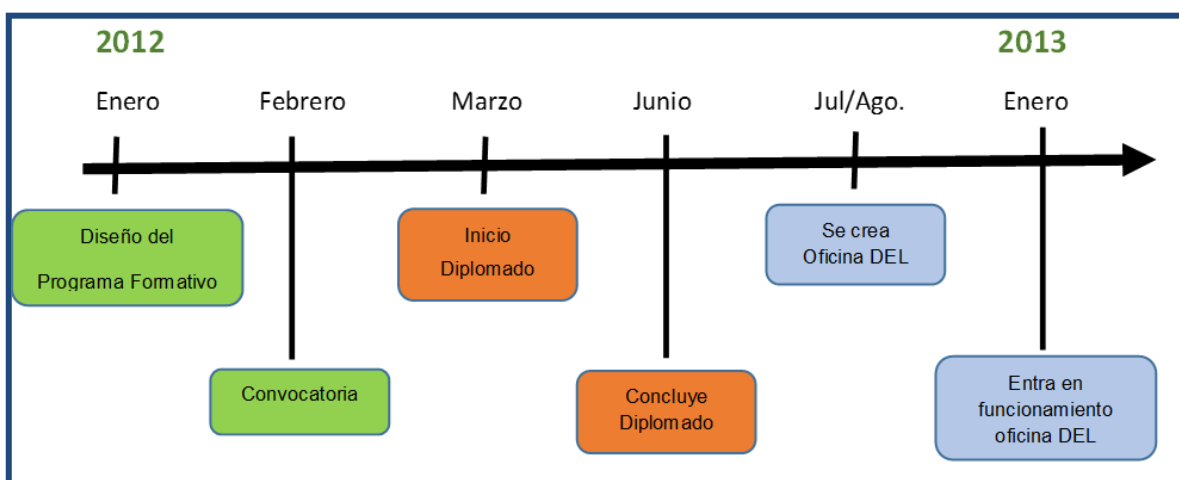 2012
2013
Enero
Febrero
Marzo
Junio
Jul/Ago.
Enero
Diseño del
Programa Formativo
Inicio
Diplomado
Se crea
Oficina DEL
Convocatoria
Concluye
Diplomado
Entra en
funcionamiento
oficina DEL